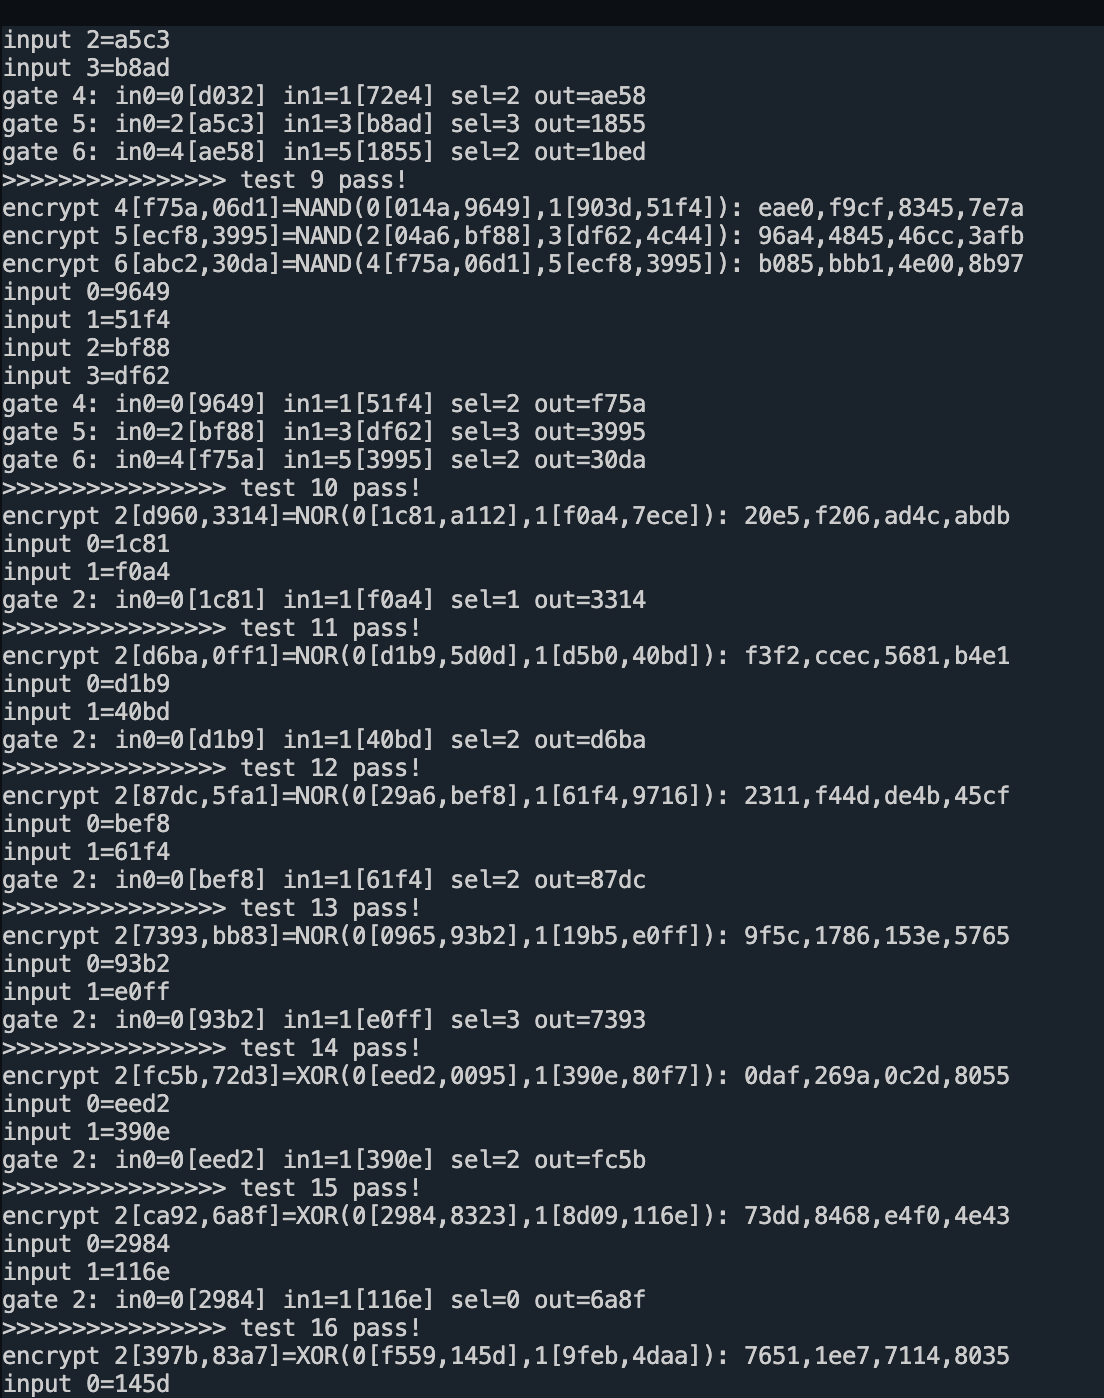 input 2=a5c3
input 3=b8ad
gate 4: in0=0[d032] in1=1[72e4] sel=2 out=ae58
gate 5: in0=2[a5c3] in1=3[b8ad] sel=3 out=1855
gate 6: in0=4[ae58] in1=5[1855] sel=2 out=1bed
>>>>>>>>>>>>>>>> test 9 pass!
encrypt 4[f75a,06d1]=NAND(0[014a,9649],1[903d,51f4]): eae0,f9cf,8345,7e7a
encrypt 5[ecf8,3995]=NAND(2[04a6,bf88],3[df62,4c44]): 96a4,4845,46cc,3afb
encrypt 6[abc2,30da]=NAND(4[f75a,06d1],5[ecf8,3995]): b085,bbb1,4e00,8b97
input 0=9649
input 1=51f4
input 2=bf88
input 3=df62
gate 4: in0=0[9649] in1=1[51f4] sel=2 out=f75a
gate 5: in0=2[bf88] in1=3[df62] sel=3 out=3995
gate 6: in0=4[f75a] in1=5[3995] sel=2 out=30da
>>>>>>>>>>>>>>>> test 10 pass!
encrypt 2[d960,3314]=NOR(0[1c81,a112],1[f0a4,7ece]): 20e5,f206,ad4c,abdb
input 0=1c81
input 1=f0a4
gate 2: in0=0[1c81] in1=1[f0a4] sel=1 out=3314
>>>>>>>>>>>>>>>> test 11 pass!
encrypt 2[d6ba,0ff1]=NOR(0[d1b9,5d0d],1[d5b0,40bd]): f3f2,ccec,5681,b4e1
input 0=d1b9
input 1=40bd
gate 2: in0=0[d1b9] in1=1[40bd] sel=2 out=d6ba
>>>>>>>>>>>>>>>> test 12 pass!
encrypt 2[87dc,5fa1]=NOR(0[29a6,bef8],1[61f4,9716]): 2311,f44d,de4b,45cf
input 0=bef8
input 1=61f4
gate 2: in0=0[bef8] in1=1[61f4] sel=2 out=87dc
>>>>>>>>>>>>>>>> test 13 pass!
encrypt 2[7393,bb83]=NOR(0[0965,93b2],1[19b5,e0ff]): 9f5c,1786,153e,5765
input 0=93b2
input 1=e0ff
gate 2: in0=0[93b2] in1=1[e0ff] sel=3 out=7393
>>>>>>>>>>>>>>>> test 14 pass!
encrypt 2[fc5b,72d3]=XOR(0[eed2,0095],1[390e,80f7]): 0daf,269a,0c2d,8055
input 0=eed2
input 1=390e
gate 2: in0=0[eed2] in1=1[390e] sel=2 out=fc5b
>>>>>>>>>>>>>>>> test 15 pass!
encrypt 2[ca92,6a8f]=XOR(0[2984,8323],1[8d09,116e]): 73dd,8468,e4f0,4e43
input 0=2984
input 1=116e
gate 2: in0=0[2984] in1=1[116e] sel=0 out=6a8f
>>>>>>>>>>>>>>>> test 16 pass!
encrypt 2[397b,83a7]=XOR(0[f559,145d],1[9feb,4daa]): 7651,1ee7,7114,8035
input 0=145d